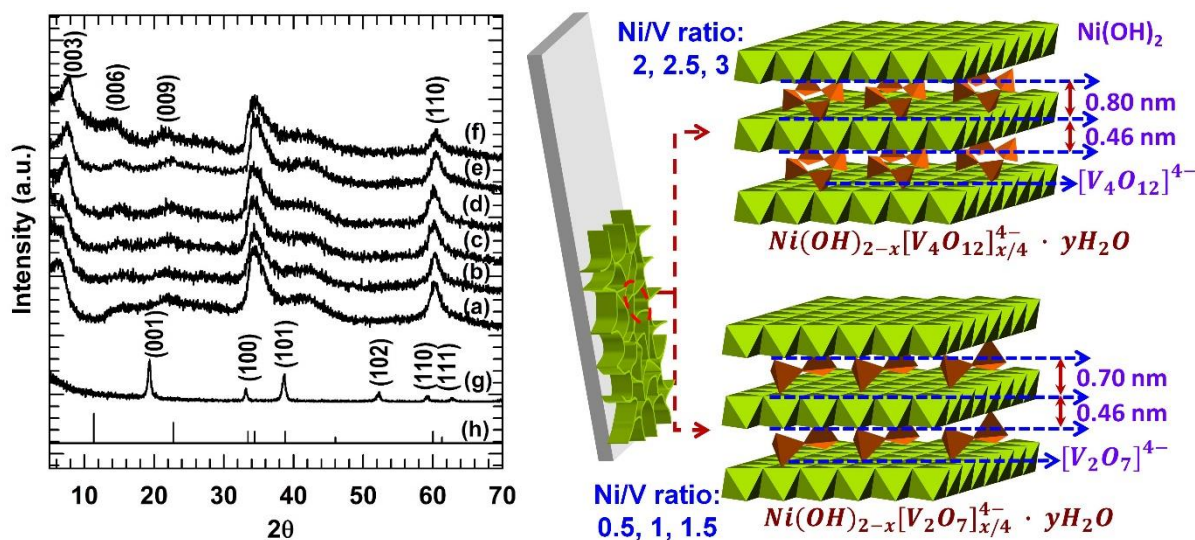 Intensity (a.u.)
(003)
(006)
(009)
(110)
(f)
(e)
(d)
(c)
(b)
(a)
(001)
(100)
(101)
(102)
(110)
(111)
(g)
(h)
10 20 30 40 50 60 70
2θ
Ni/V ratio:
2, 2.5, 3
Ni(OH)₂
0.80 nm
0.46 nm
[V₄O₁₂]⁴⁻
Ni(OH)₂₋ₓ[V₄O₁₂]⁴⁻ₓ/₄ · yH₂O
Ni/V ratio:
0.5, 1, 1.5
0.70 nm
0.46 nm
[V₂O₇]⁴⁻
Ni(OH)₂₋ₓ[V₂O₇]⁴⁻ₓ/₄ · yH₂O